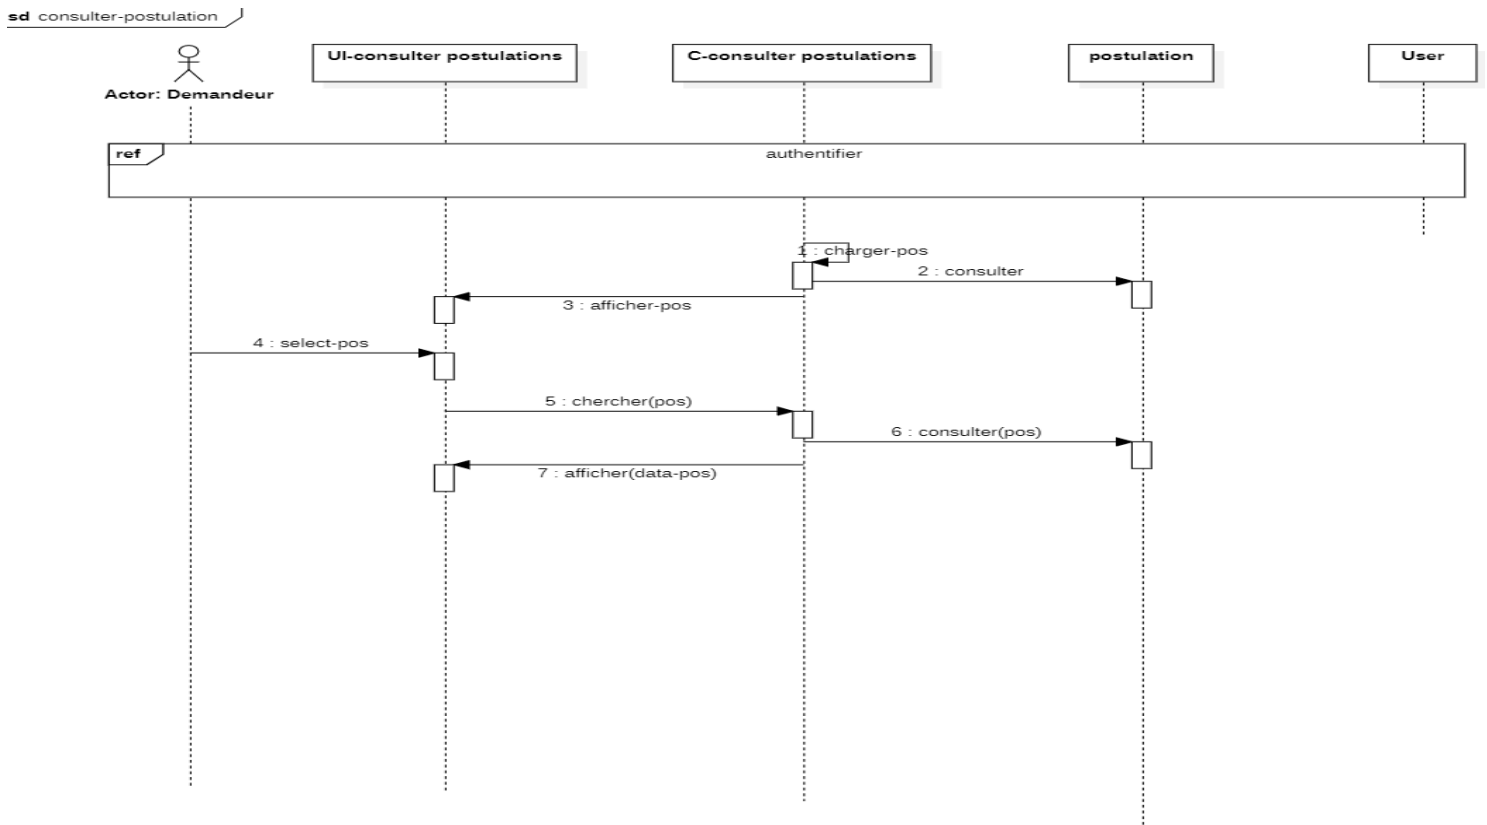 sd consulter-postulation
UI-consulter postulations
C-consulter postulations
postulation
User
Actor: Demandeur
ref
authentifier
1 : charger-pos
2 : consulter
3 : afficher-pos
4 : select-pos
5 : chercher(pos)
6 : consulter(pos)
7 : afficher(data-pos)